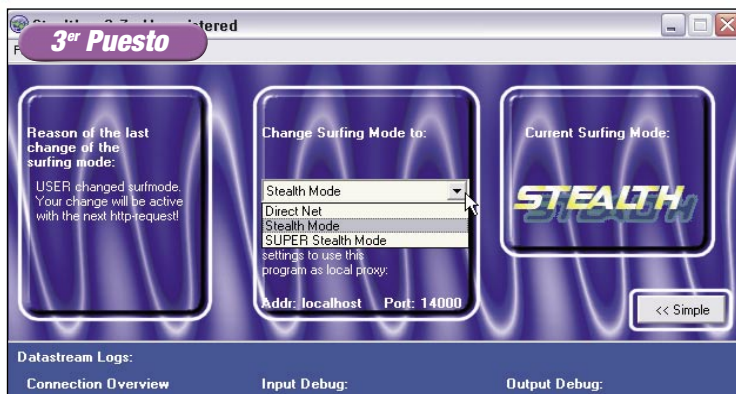 3er Puesto
Reason of the last
change of the
surfing mode:
USER changed surfmode.
Your change will be active
with the next http-request!
Change Surfing Mode to:
Stealth Mode
Direct Net
Stealth Mode
SUPER Stealth Mode
settings to use this
program as local proxy:
Addr: localhost Port: 14000
Current Surfing Mode:
STEALTH
<< Simple
Datastream Logs:
Connection Overview
Input Debug:
Output Debug: